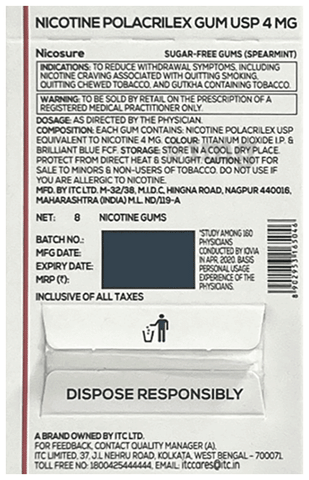 NICOTINE POLACRILEX GUM USP 4 MG
Nicosure SUGAR-FREE GUMS (SPEARMINT)
INDICATIONS: TO REDUCE WITHDRAWAL SYMPTOMS, INCLUDING
NICOTINE CRAVING ASSOCIATED WITH QUITTING SMOKING,
QUITTING CHEWED TOBACCO, AND GUTKHA CONTAINING TOBACCO.
WARNING: TO BE SOLD BY RETAIL ON THE PRESCRIPTION OF A
REGISTERED MEDICAL PRACTITIONER ONLY.
DOSAGE: AS DIRECTED BY THE PHYSICIAN.
COMPOSITION: EACH GUM CONTAINS: NICOTINE POLACRILEX USP
EQUIVALENT TO NICOTINE 4 MG. COLOUR: TITANIUM DIOXIDE I.P. &
BRILLIANT BLUE FCF. STORAGE: STORE IN A COOL, DRY PLACE.
PROTECT FROM DIRECT HEAT & SUNLIGHT. CAUTION: NOT FOR
SALE TO MINORS & NON-USERS OF TOBACCO. DO NOT USE IF
YOU ARE ALLERGIC TO NICOTINE.
MFD. BY ITC LTD. M-32/38, M.I.D.C, HINGNA ROAD, NAGPUR 440016,
MAHARASHTRA (INDIA) M.L. ND/119-A
NET: 8 NICOTINE GUMS
BATCH NO.:
MFG DATE:
EXPIRY DATE:
MRP (₹):
INCLUSIVE OF ALL TAXES
*STUDY AMONG 160
PHYSICIANS
CONDUCTED BY IQVIA
IN APR, 2020. BASIS
PERSONAL USAGE
EXPERIENCE OF THE
PHYSICIANS.
8902953165046
DISPOSE RESPONSIBLY
A BRAND OWNED BY ITC LTD.
FOR FEEDBACK, CONTACT QUALITY MANAGER (A).
ITC LIMITED, 37, J.L NEHRU ROAD, KOLKATA, WEST BENGAL - 700071.
TOLL FREE NO: 1800425444444, EMAIL: itccares@itc.in